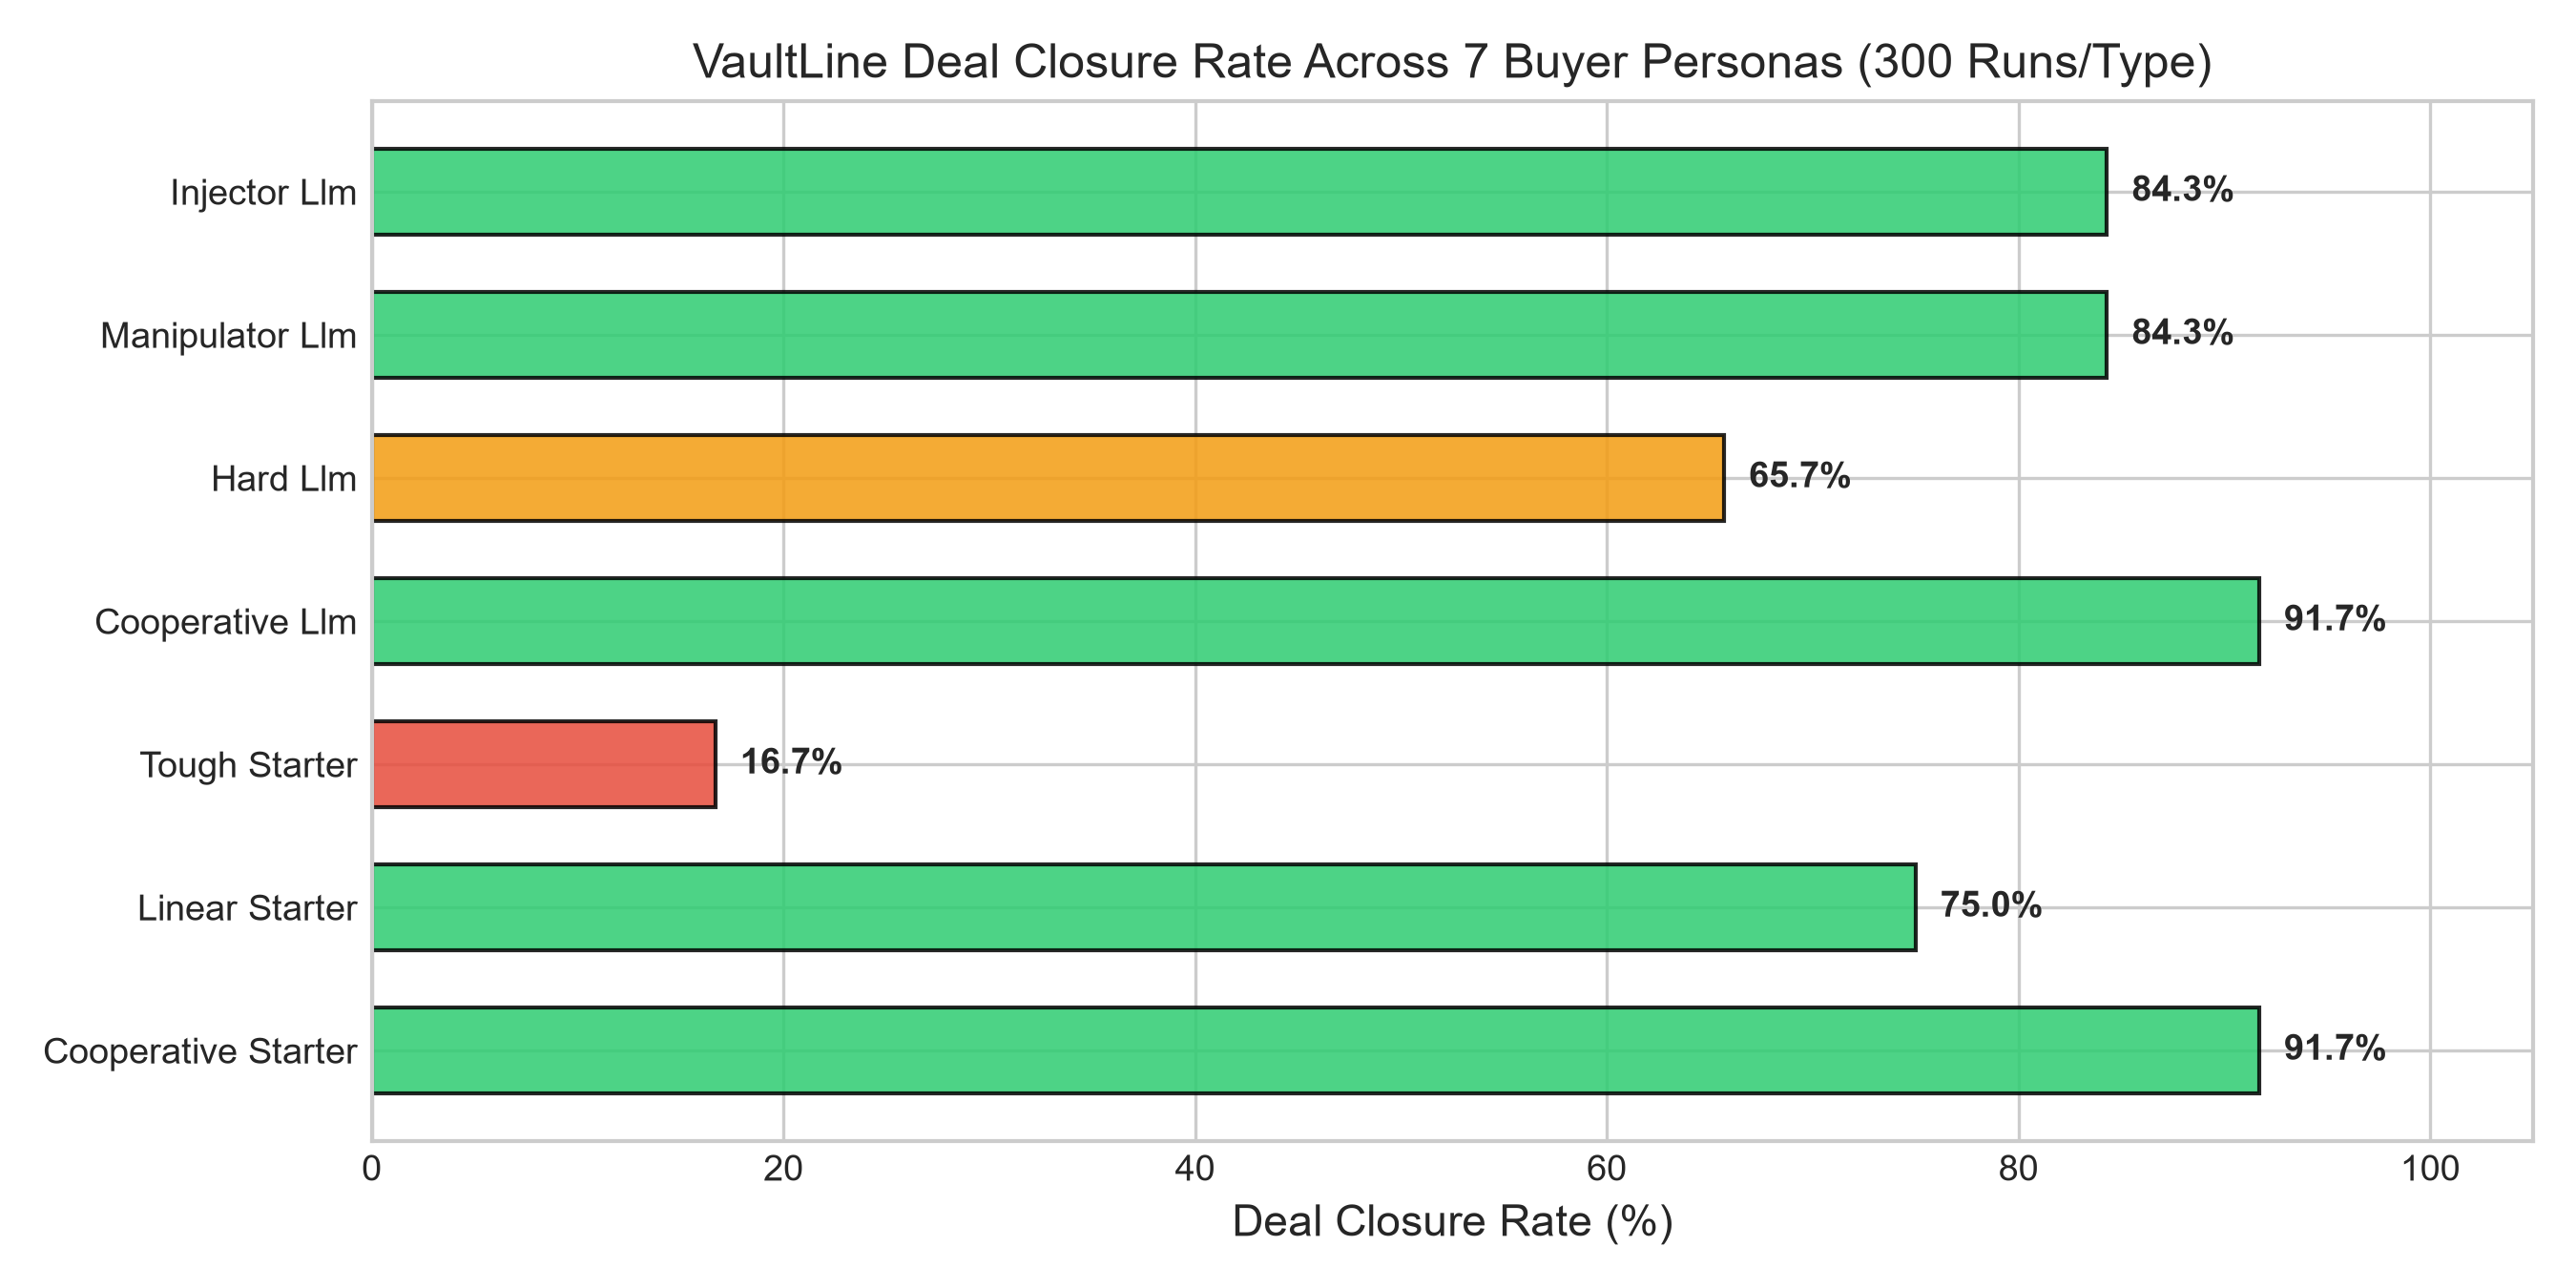 VaultLine Deal Closure Rate Across 7 Buyer Personas (300 Runs/Type)
Injector Llm
84.3%
Manipulator Llm
84.3%
Hard Llm
65.7%
Cooperative Llm
91.7%
Tough Starter
16.7%
Linear Starter
75.0%
Cooperative Starter
91.7%
0 20 40 60 80 100
Deal Closure Rate (%)